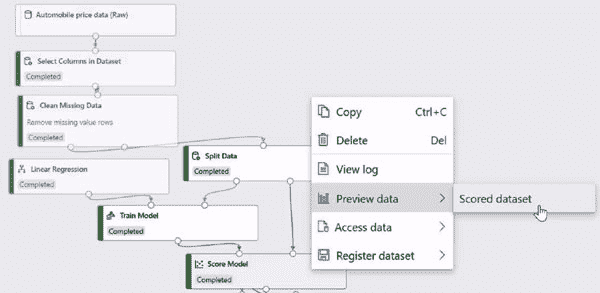 Automobile price data (Raw)
Select Columns in Dataset
Completed
Clean Missing Data
Remove missing value rows
Completed
Linear Regression
Completed
Split Data
Completed
Train Model
Completed
Score Model
Completed
Copy Ctrl+C
Delete Del
View log
Preview data
Scored dataset
Access data
Register dataset